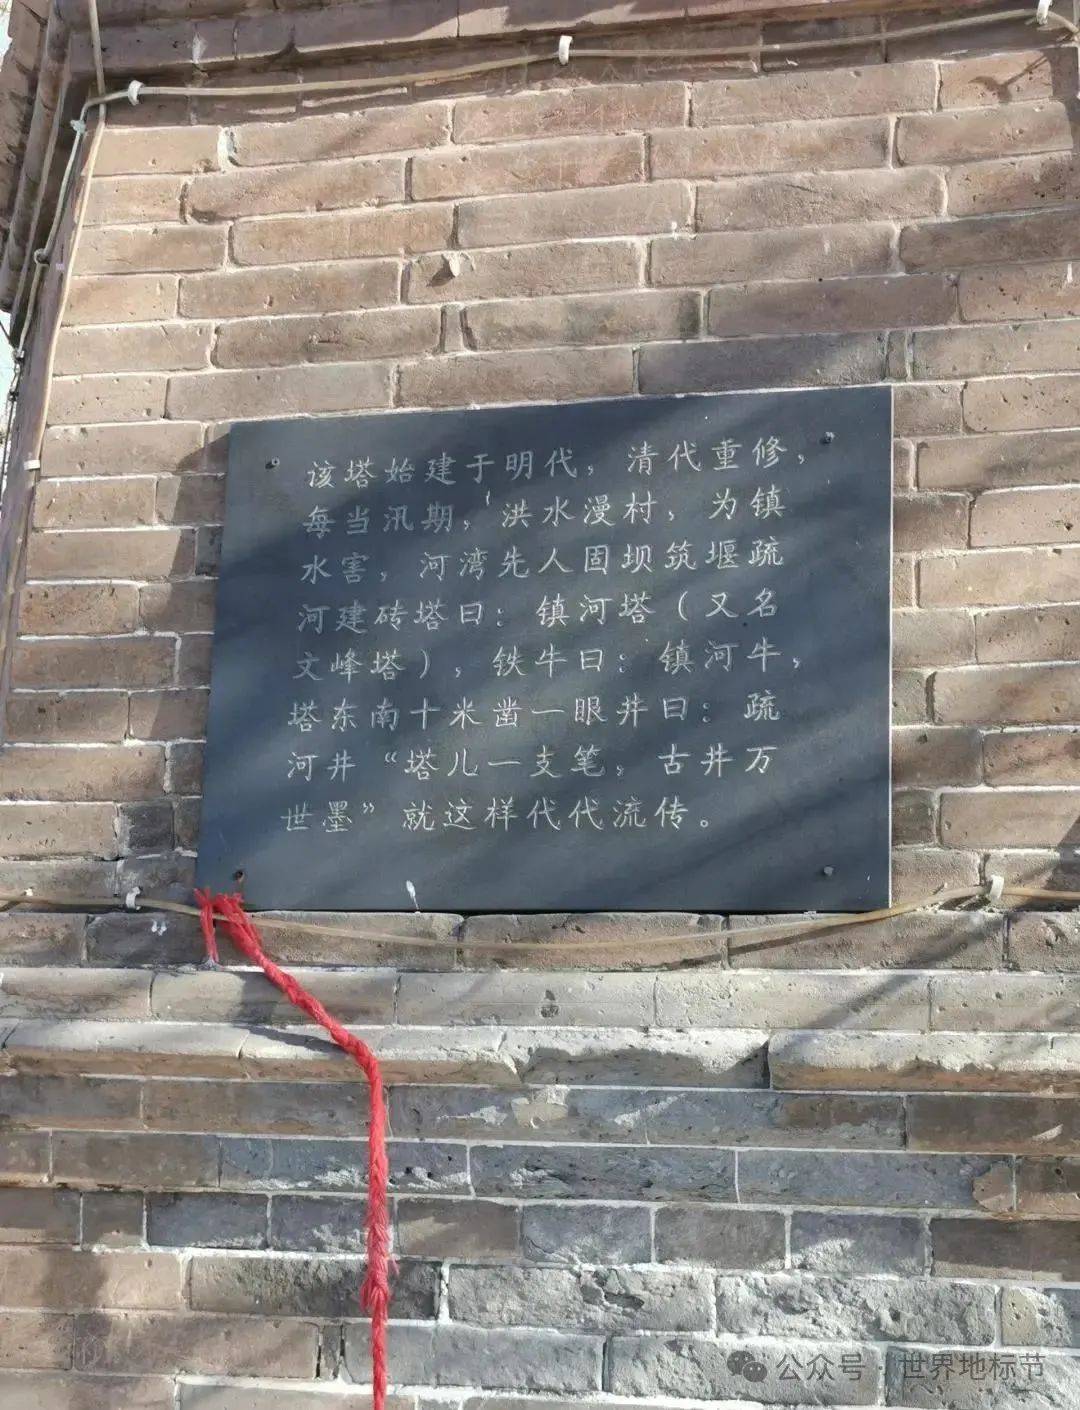 该塔始建于明代，清代重修，
每当汛期，洪水漫村，为镇
水害，河湾先人固坝筑堰疏
河建砖塔曰：镇河塔（又名
文峰塔），铁牛曰：镇河牛，
塔东南十米凿一眼井曰：疏
河井“塔儿一支笔，古井万
世墨”就这样代代流传。
公众号·世界地标节